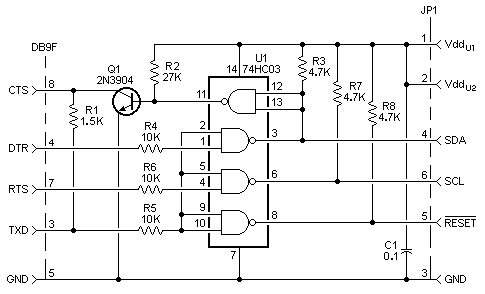 JP1
DB9F
Q1
2N3904
R2
27K
U1
14 74HC03
R3
4.7K
1 VddU1
CTS 8
R1
1.5K
11
12
13
R7
4.7K
R8
4.7K
2 VddU2
DTR 4
R4
10K
2
1
3
4 SDA
RTS 7
R6
10K
5
4
6
6 SCL
TXD 3
R5
10K
9
10
8
5 RESET
7
C1
0.1
GND 5
3 GND